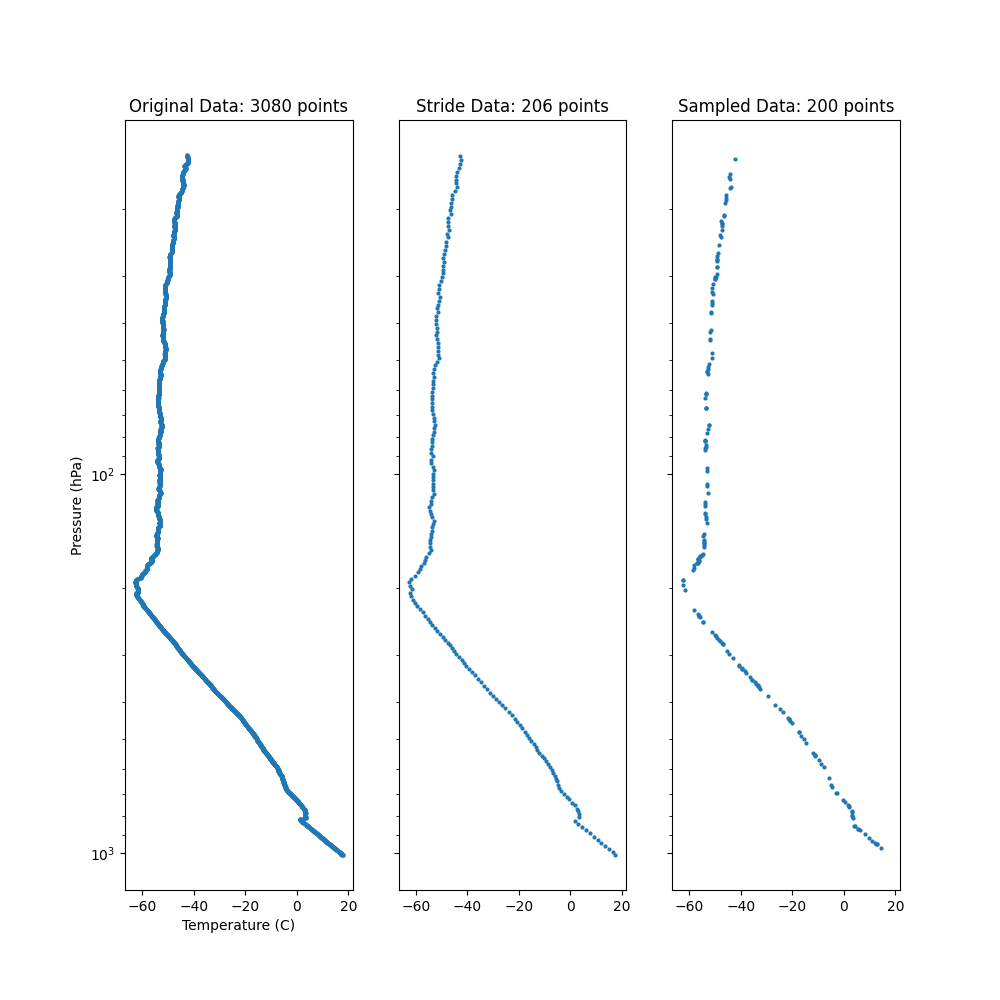 Original Data: 3080 points
Stride Data: 206 points
Sampled Data: 200 points
Pressure (hPa)
10²
10³
−60 −40 −20 0 20
−60 −40 −20 0 20
−60 −40 −20 0 20
Temperature (C)